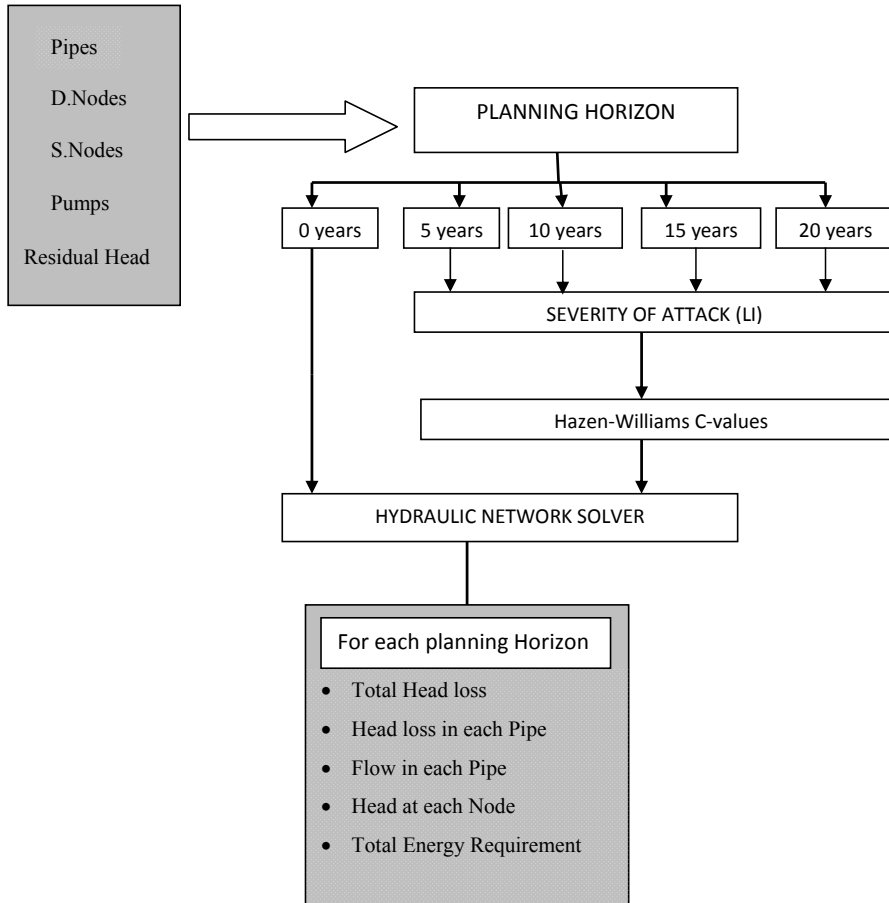 Pipes
D.Nodes
S.Nodes
Pumps
Residual Head
PLANNING HORIZON
0 years
5 years
10 years
15 years
20 years
SEVERITY OF ATTACK (LI)
Hazen-Williams C-values
HYDRAULIC NETWORK SOLVER
For each planning Horizon
• Total Head loss
• Head loss in each Pipe
• Flow in each Pipe
• Head at each Node
• Total Energy Requirement